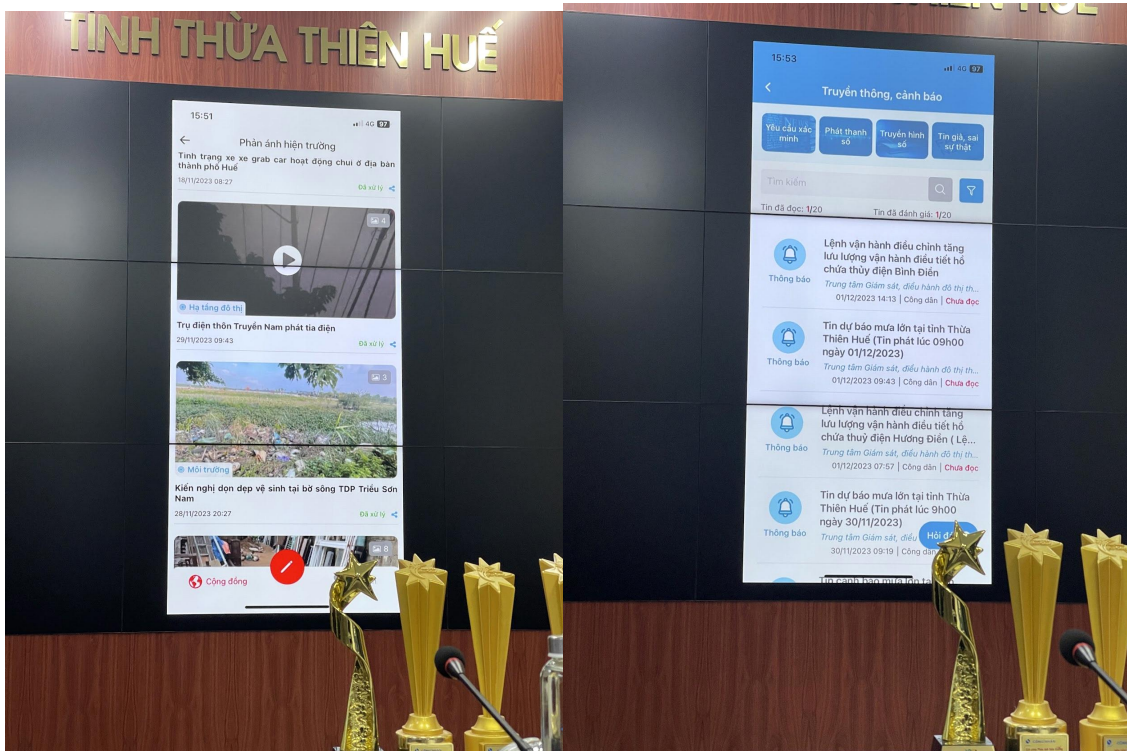 TỈNH THỪA THIÊN HUẾ
15:51
4G 97
Phản ánh hiện trường
Tình trạng xe xe grab car hoạt động chui ở địa bàn
thành phố Huế
18/11/2023 08:27
Đã xử lý
4
Hạ tầng đô thị
Trụ điện thôn Truyền Nam phát tia điện
29/11/2023 09:43
Đã xử lý
3
Môi trường
Kiến nghị dọn dẹp vệ sinh tại bờ sông TDP Triều Sơn
Nam
28/11/2023 20:27
Đã xử lý
8
Cộng đồng
HUẾ
15:53
4G 97
Truyền thông, cảnh báo
Yêu cầu xác
minh
Phát thanh
số
Truyền hình
số
Tin giả, sai
sự thật
Tìm kiếm
Tin đã đọc: 1/20
Tin đã đánh giá: 1/20
Lệnh vận hành điều chỉnh tăng
lưu lượng vận hành điều tiết hồ
chứa thủy điện Bình Điền
Thông báo
Trung tâm Giám sát, điều hành đô thị th...
01/12/2023 14:13 | Công dân | Chưa đọc
Tin dự báo mưa lớn tại tỉnh Thừa
Thiên Huế (Tin phát lúc 09h00
ngày 01/12/2023)
Thông báo
Trung tâm Giám sát, điều hành đô thị th...
01/12/2023 09:43 | Công dân | Chưa đọc
Lệnh vận hành điều chỉnh tăng
lưu lượng vận hành điều tiết hồ
chứa thuỷ điện Hương Điền ( Lệ...
Thông báo
Trung tâm Giám sát, điều hành đô thị th...
01/12/2023 07:57 | Công dân | Chưa đọc
Tin dự báo mưa lớn tại tỉnh Thừa
Thiên Huế (Tin phát lúc 9h00
ngày 30/11/2023)
Thông báo
Trung tâm Giám sát, điều
Hỏi
30/11/2023 09:19 | Công
Tin cảnh báo mưa lớn